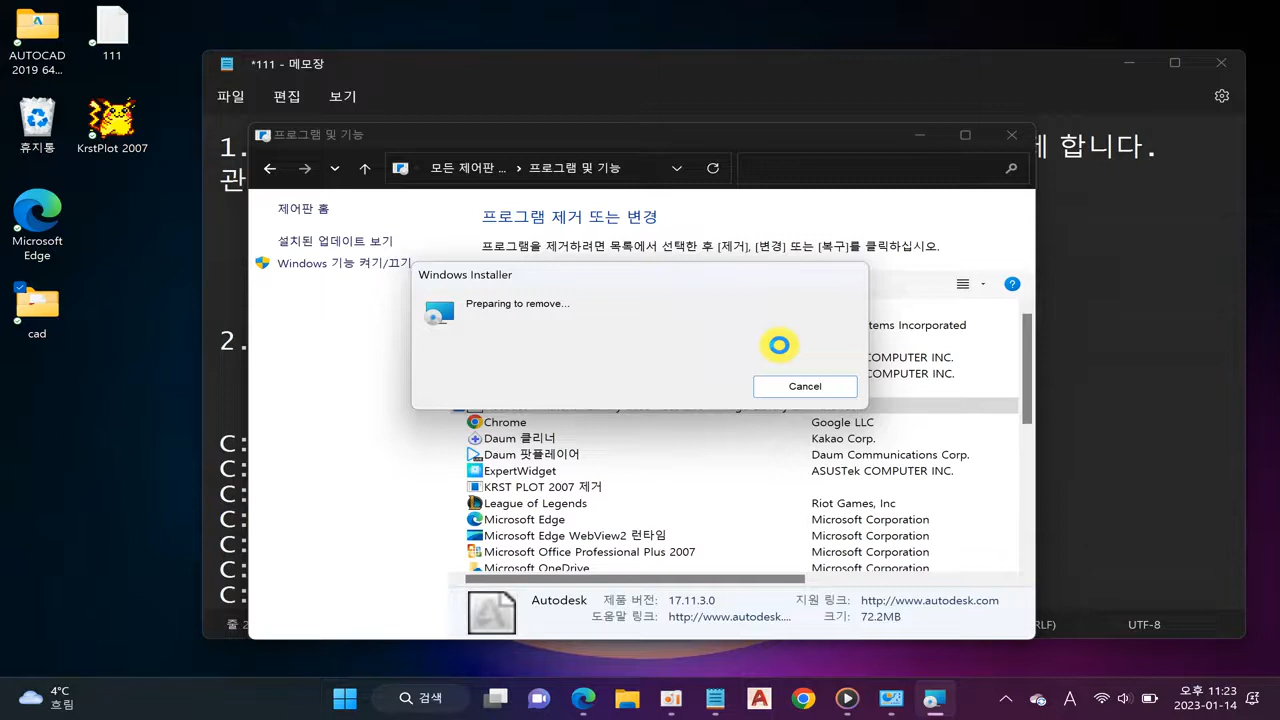 AUTOCAD
2019 64...
111
휴지통
KrstPlot 2007
Microsoft
Edge
cad
*111 - 메모장
파일 편집 보기
1.
게 합니다.
관
2.
C:
C:
C:
C:
C:
C:
C:
줄 2
RLF)
UTF-8
프로그램 및 기능
모든 제어판 ... › 프로그램 및 기능
제어판 홈
설치된 업데이트 보기
Windows 기능 켜기/끄기
프로그램 제거 또는 변경
프로그램을 제거하려면 목록에서 선택한 후 [제거], [변경] 또는 [복구]를 클릭하십시오.
Windows Installer
Preparing to remove...
Cancel
tems Incorporated
COMPUTER INC.
COMPUTER INC.
Chrome Google LLC
Daum 클리너 Kakao Corp.
Daum 팟플레이어 Daum Communications Corp.
ExpertWidget ASUSTek COMPUTER INC.
KRST PLOT 2007 제거
League of Legends Riot Games, Inc
Microsoft Edge Microsoft Corporation
Microsoft Edge WebView2 런타임 Microsoft Corporation
Microsoft Office Professional Plus 2007 Microsoft Corporation
Microsoft OneDrive Microsoft Corporation
Autodesk 제품 버전: 17.11.3.0 지원 링크: http://www.autodesk.com
도움말 링크: http://www.autodesk.... 크기: 72.2MB
4°C
흐림
검색
A
오후 11:23
2023-01-14